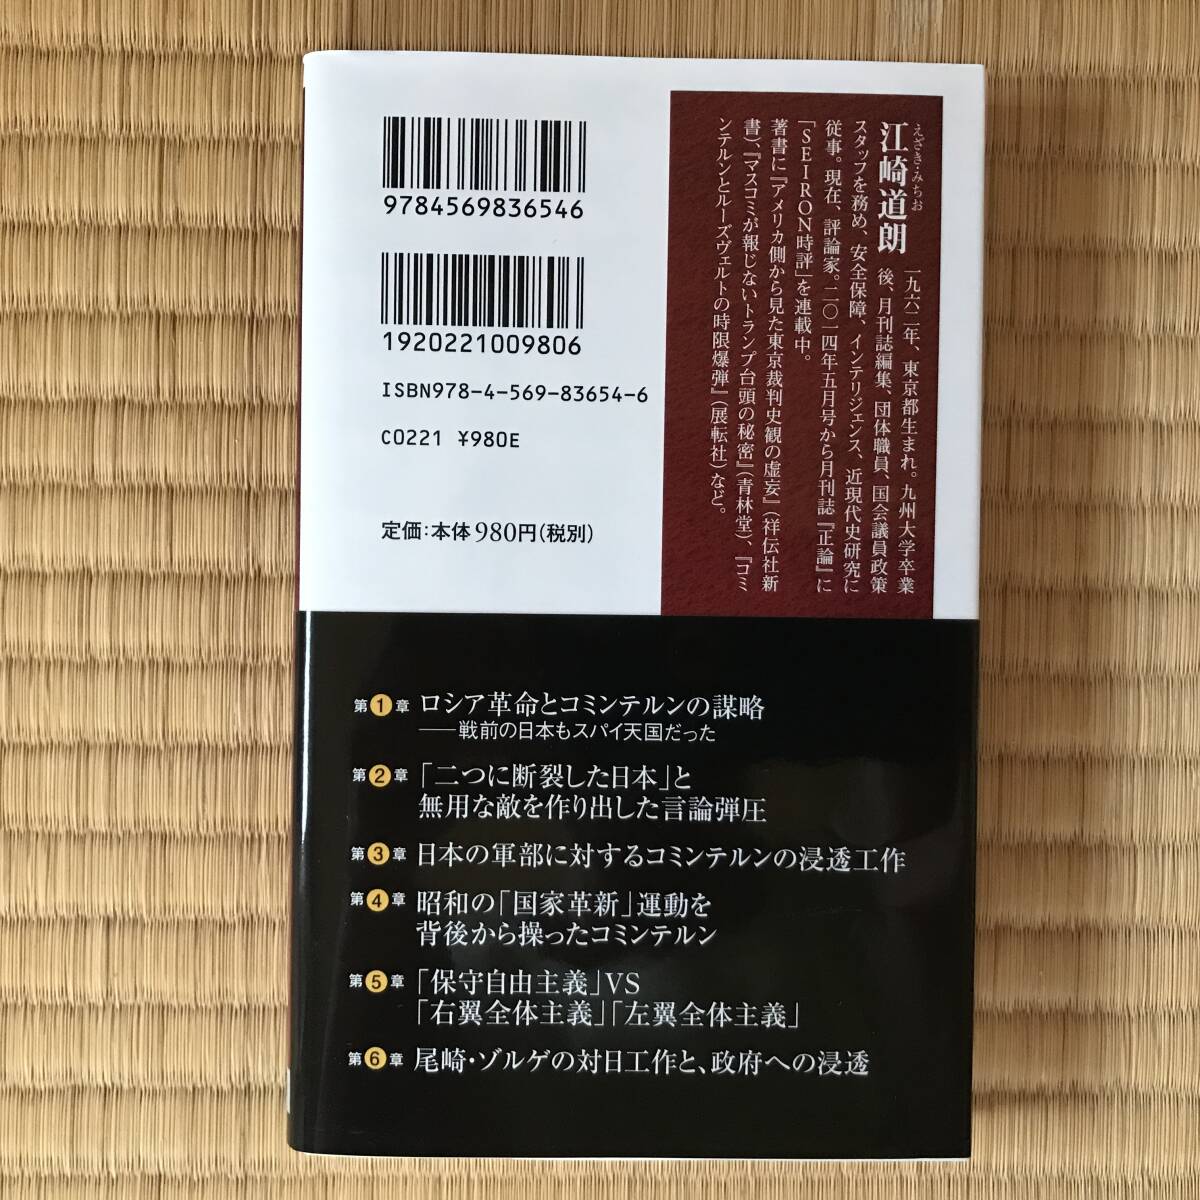 9784569836546
1920221009806
ISBN978-4-569-83654-6
C0221 ¥980E
定価:本体980円(税別)
えざき・みちお
江崎道朗
一九六二年、東京都生まれ。九州大学卒業
後、月刊誌編集、団体職員、国会議員政策
スタッフを務め、安全保障、インテリジェンス、近現代史研究に
従事。現在、評論家。二〇一四年五月号から月刊誌『正論』に
「SEIRON時評」を連載中。
著書に『アメリカ側から見た東京裁判史観の虚妄』(祥伝社新
書)、『マスコミが報じないトランプ台頭の秘密』(青林堂)、『コミ
ンテルンとルーズヴェルトの時限爆弾』(展転社)など。
第1章 ロシア革命とコミンテルンの謀略
――戦前の日本もスパイ天国だった
第2章 「二つに断裂した日本」と
無用な敵を作り出した言論弾圧
第3章 日本の軍部に対するコミンテルンの浸透工作
第4章 昭和の「国家革新」運動を
背後から操ったコミンテルン
第5章 「保守自由主義」VS
「右翼全体主義」「左翼全体主義」
第6章 尾崎・ゾルゲの対日工作と、政府への浸透